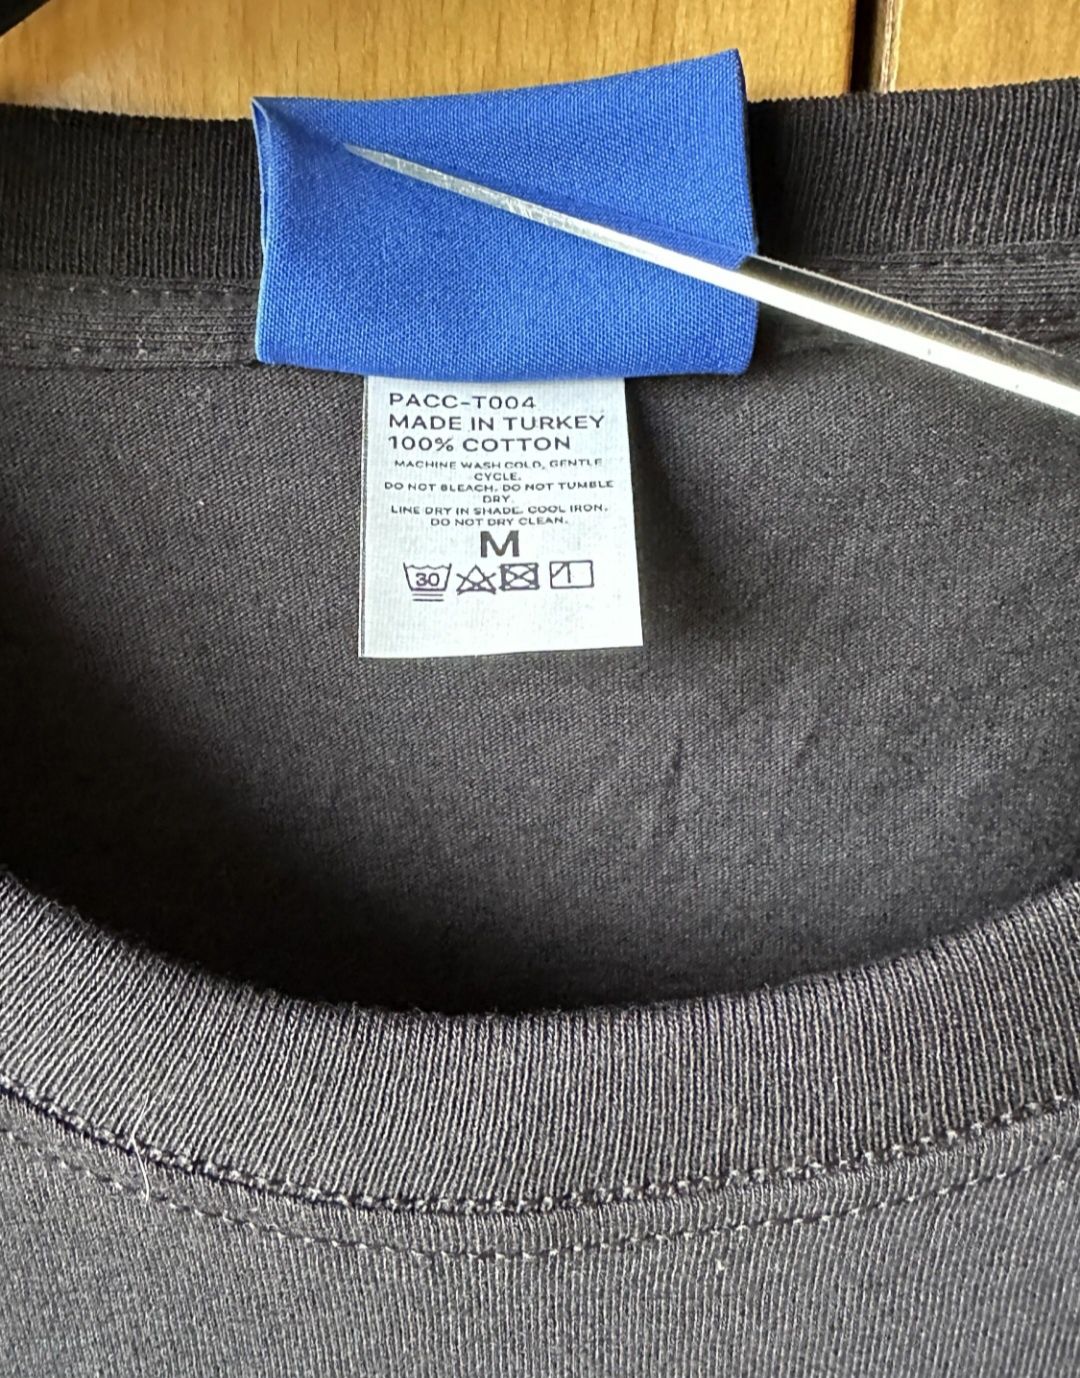 PACC-T004
MADE IN TURKEY
100% COTTON
MACHINE WASH COLD, GENTLE
CYCLE.
DO NOT BLEACH. DO NOT TUMBLE
DRY.
LINE DRY IN SHADE. COOL IRON.
DO NOT DRY CLEAN.
M
30